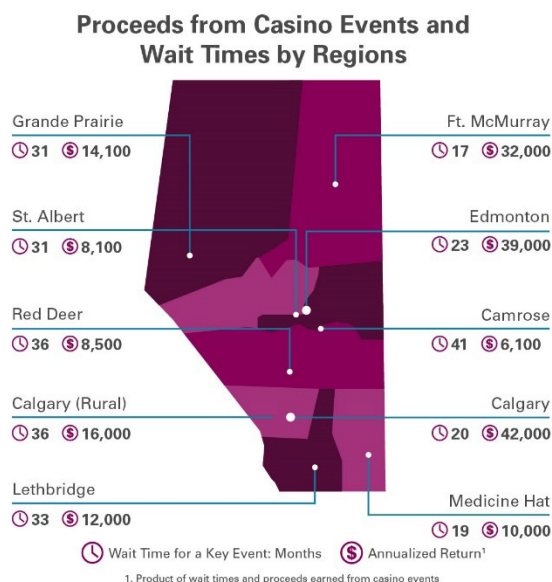 Proceeds from Casino Events and
Wait Times by Regions
Grande Prairie
31 $ 14,100
Ft. McMurray
17 $ 32,000
St. Albert
31 $ 8,100
Edmonton
23 $ 39,000
Red Deer
36 $ 8,500
Camrose
41 $ 6,100
Calgary (Rural)
36 $ 16,000
Calgary
20 $ 42,000
Lethbridge
33 $ 12,000
Medicine Hat
19 $ 10,000
Wait Time for a Key Event: Months $ Annualized Return¹
1. Product of wait times and proceeds earned from casino events